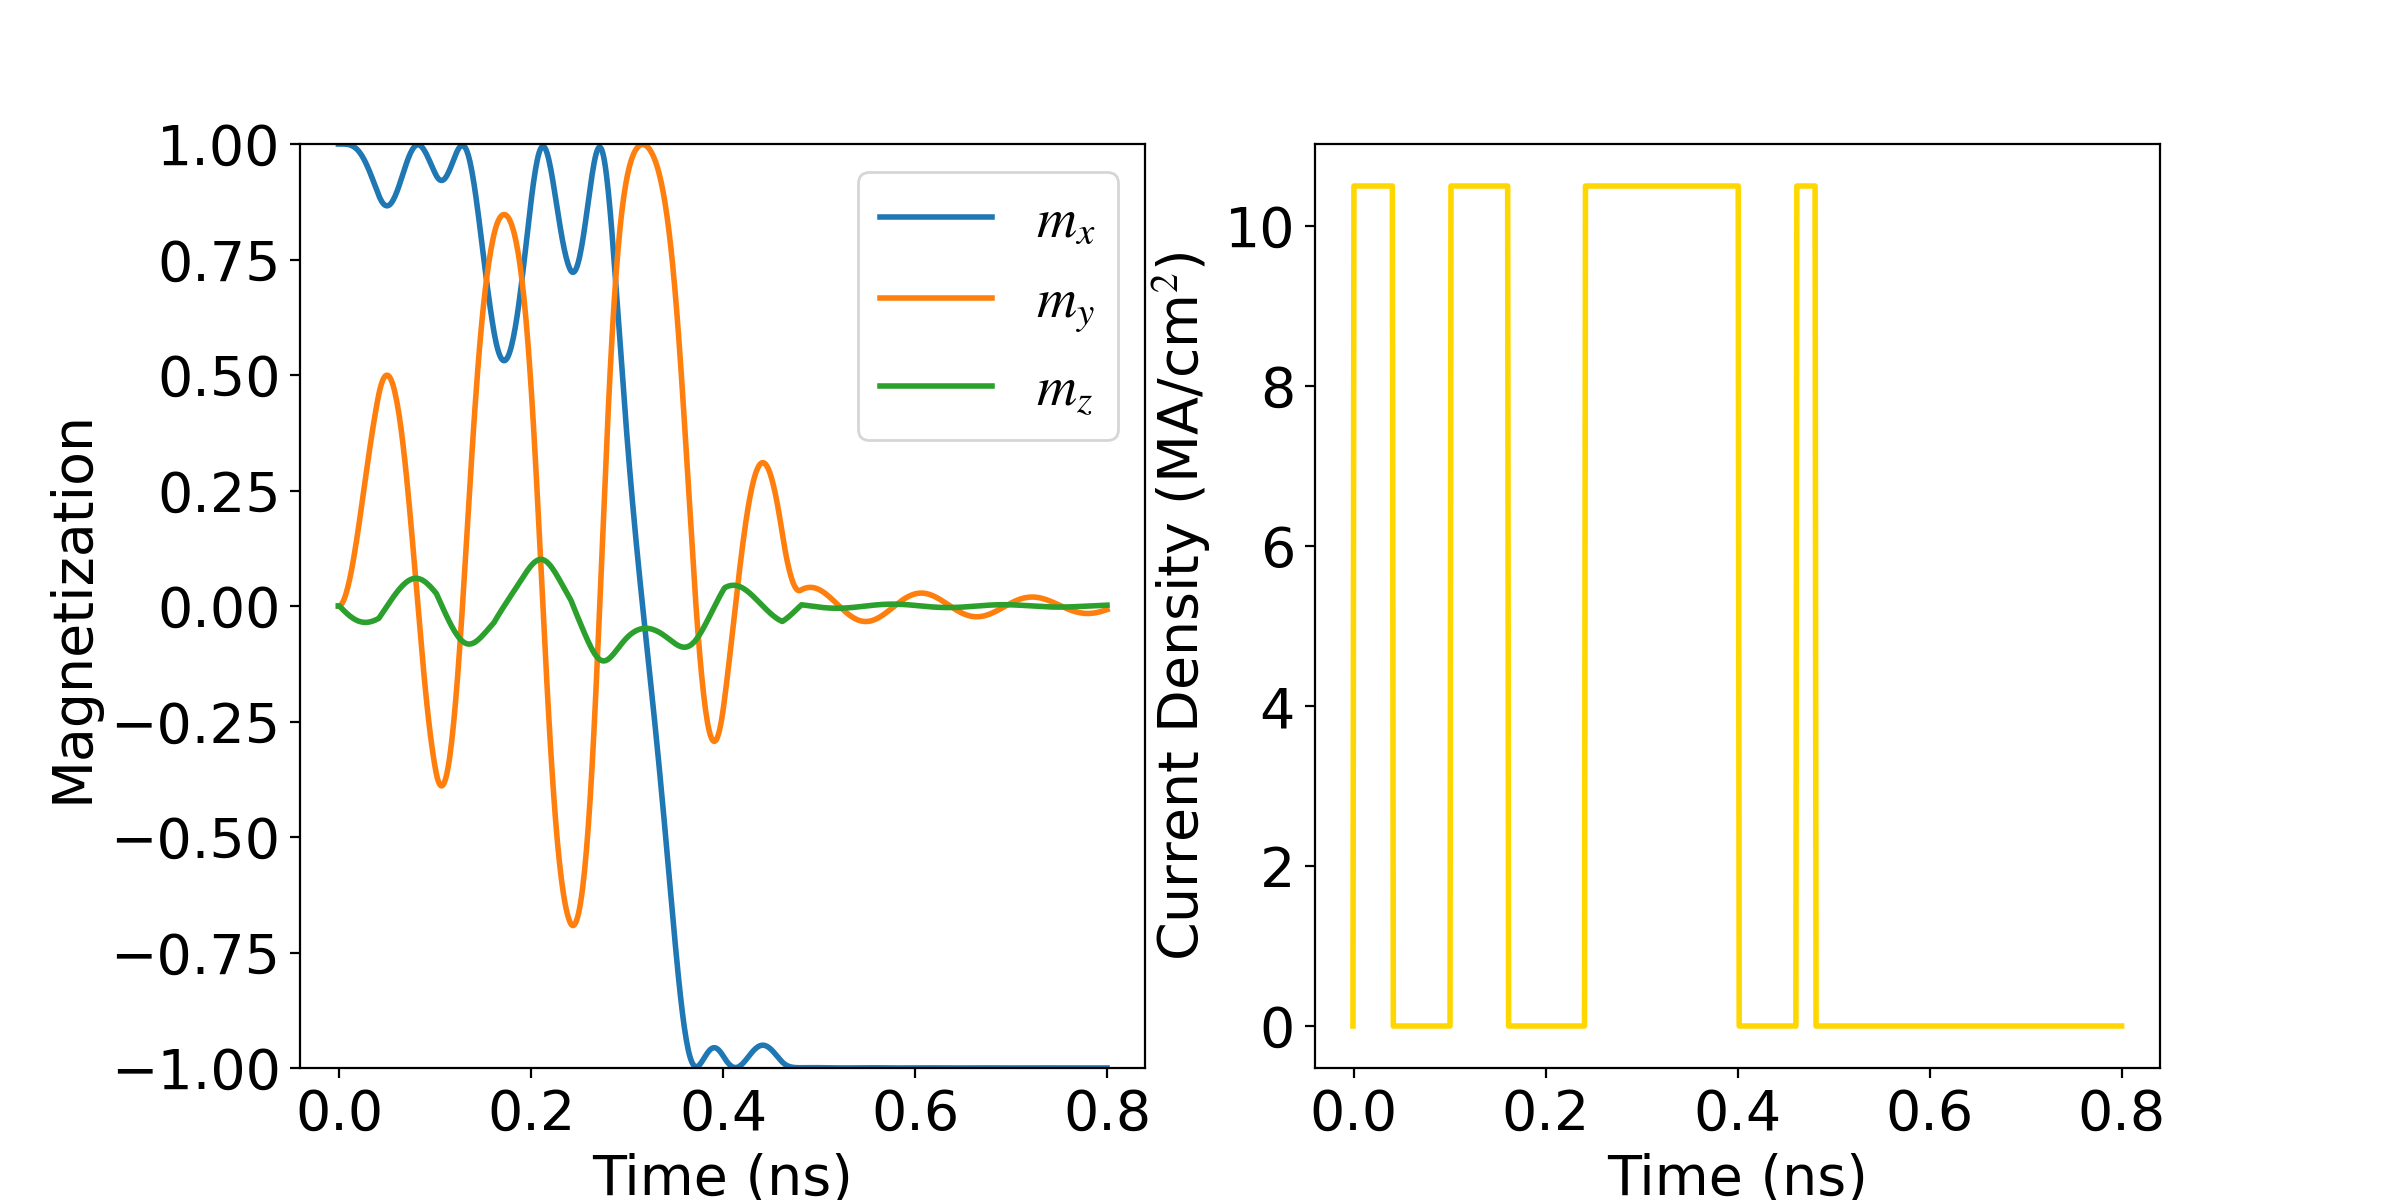 1.00
0.75
0.50
0.25
0.00
−0.25
−0.50
−0.75
−1.00
Magnetization
0.0 0.2 0.4 0.6 0.8
Time (ns)
m_x
m_y
m_z
10
8
6
4
2
0
Current Density (MA/cm²)
0.0 0.2 0.4 0.6 0.8
Time (ns)